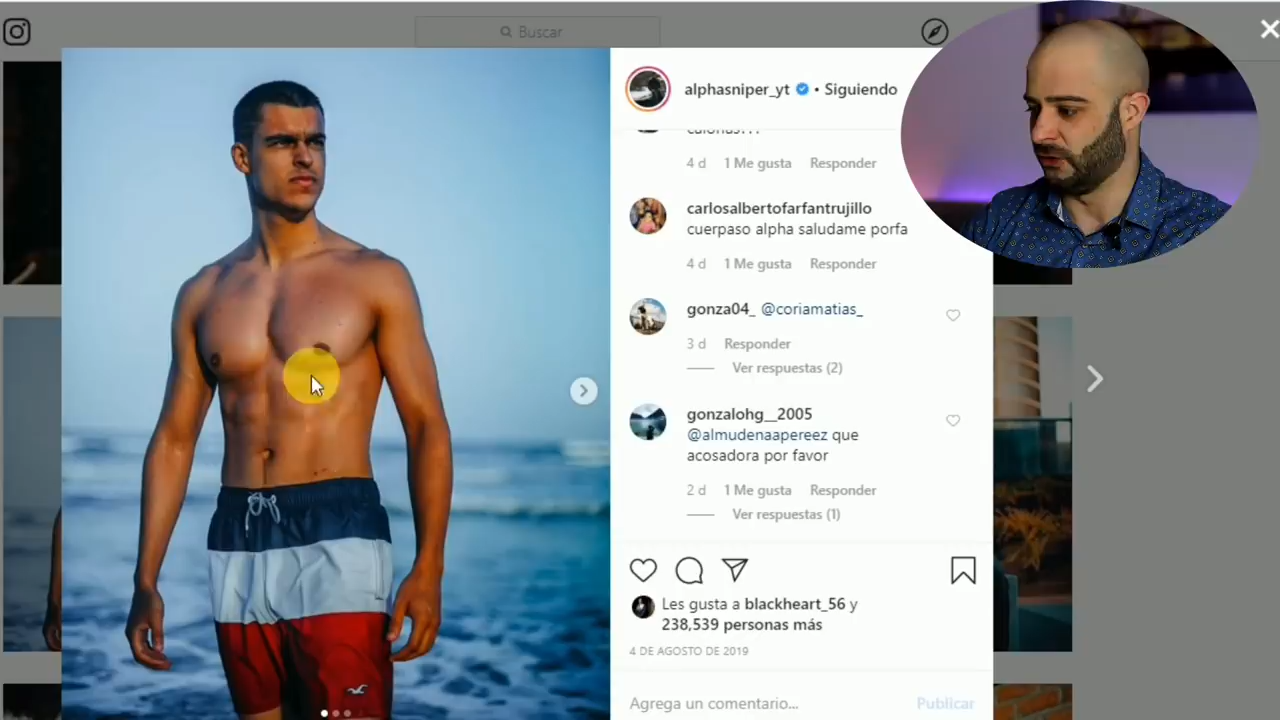 Buscar
alphasniper_yt • Siguiendo
4 d 1 Me gusta Responder
carlosalbertofarfantrujillo
cuerpaso alpha saludame porfa
4 d 1 Me gusta Responder
gonza04_ @coriamatias_
3 d Responder
Ver respuestas (2)
gonzalohg__2005
@almudenaapereez que
acosadora por favor
2 d 1 Me gusta Responder
Ver respuestas (1)
Les gusta a blackheart_56 y
238,539 personas más
4 DE AGOSTO DE 2019
Agrega un comentario... Publicar